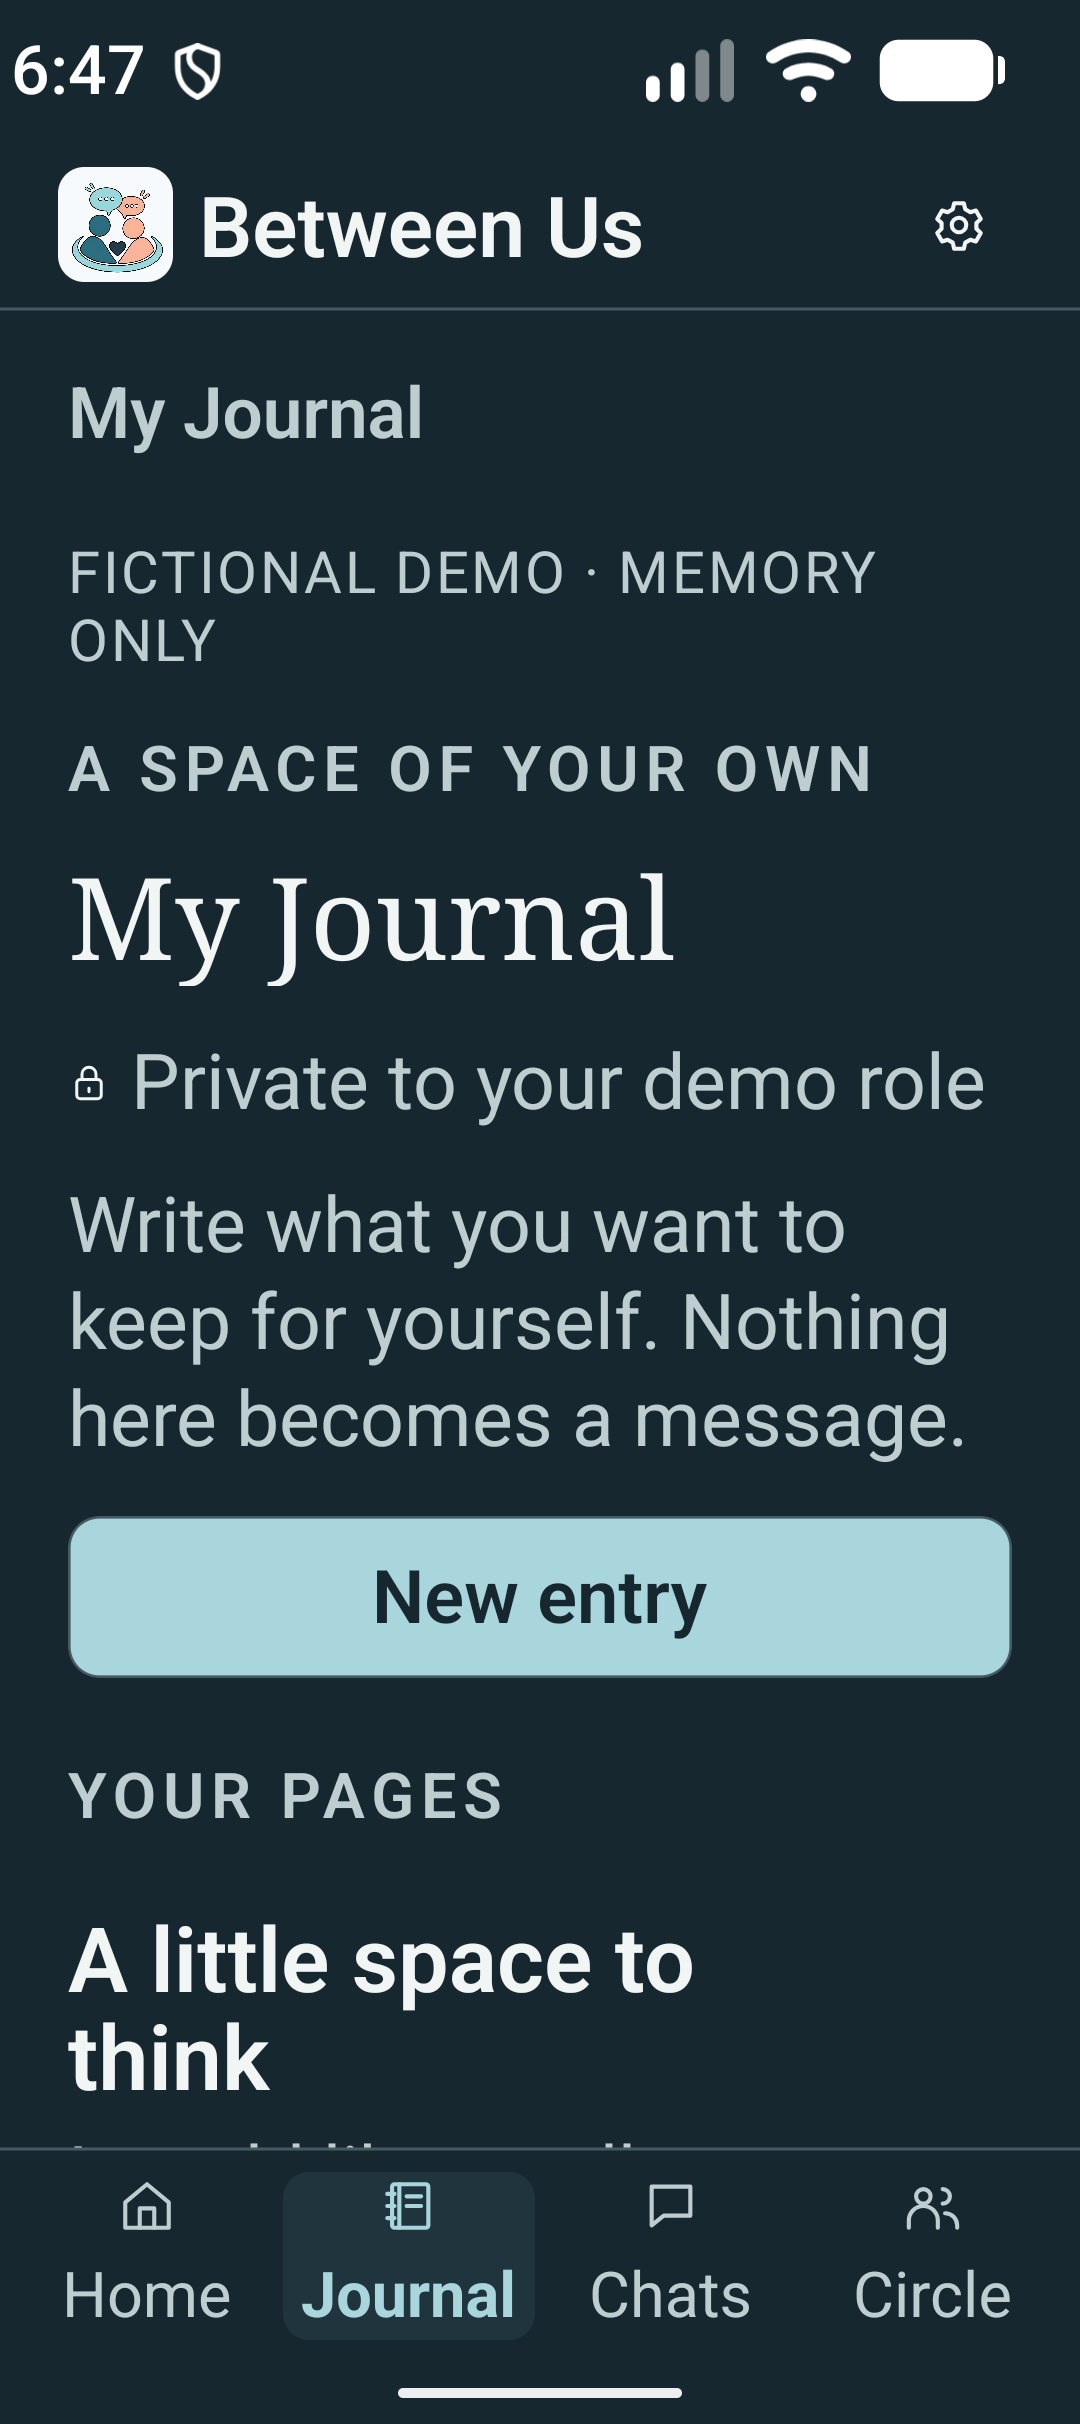 6:47
Between Us
My Journal
FICTIONAL DEMO · MEMORY
ONLY
A SPACE OF YOUR OWN
My Journal
Private to your demo role
Write what you want to
keep for yourself. Nothing
here becomes a message.
New entry
YOUR PAGES
A little space to
think
Home
Journal
Chats
Circle